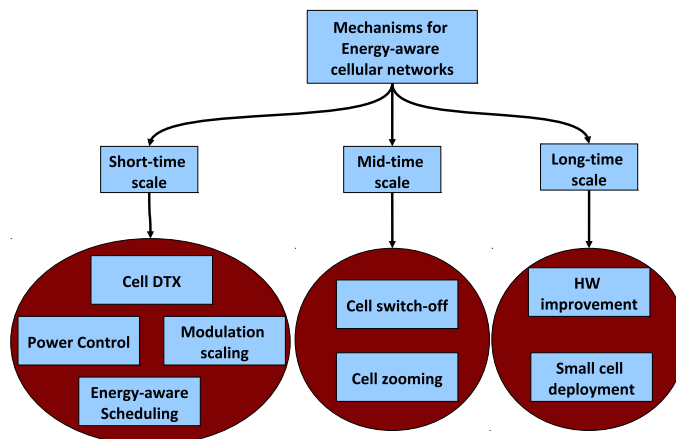 Mechanisms for
Energy-aware
cellular networks
Short-time
scale
Mid-time
scale
Long-time
scale
Cell DTX
Power Control
Modulation
scaling
Energy-aware
Scheduling
Cell switch-off
Cell zooming
HW
improvement
Small cell
deployment